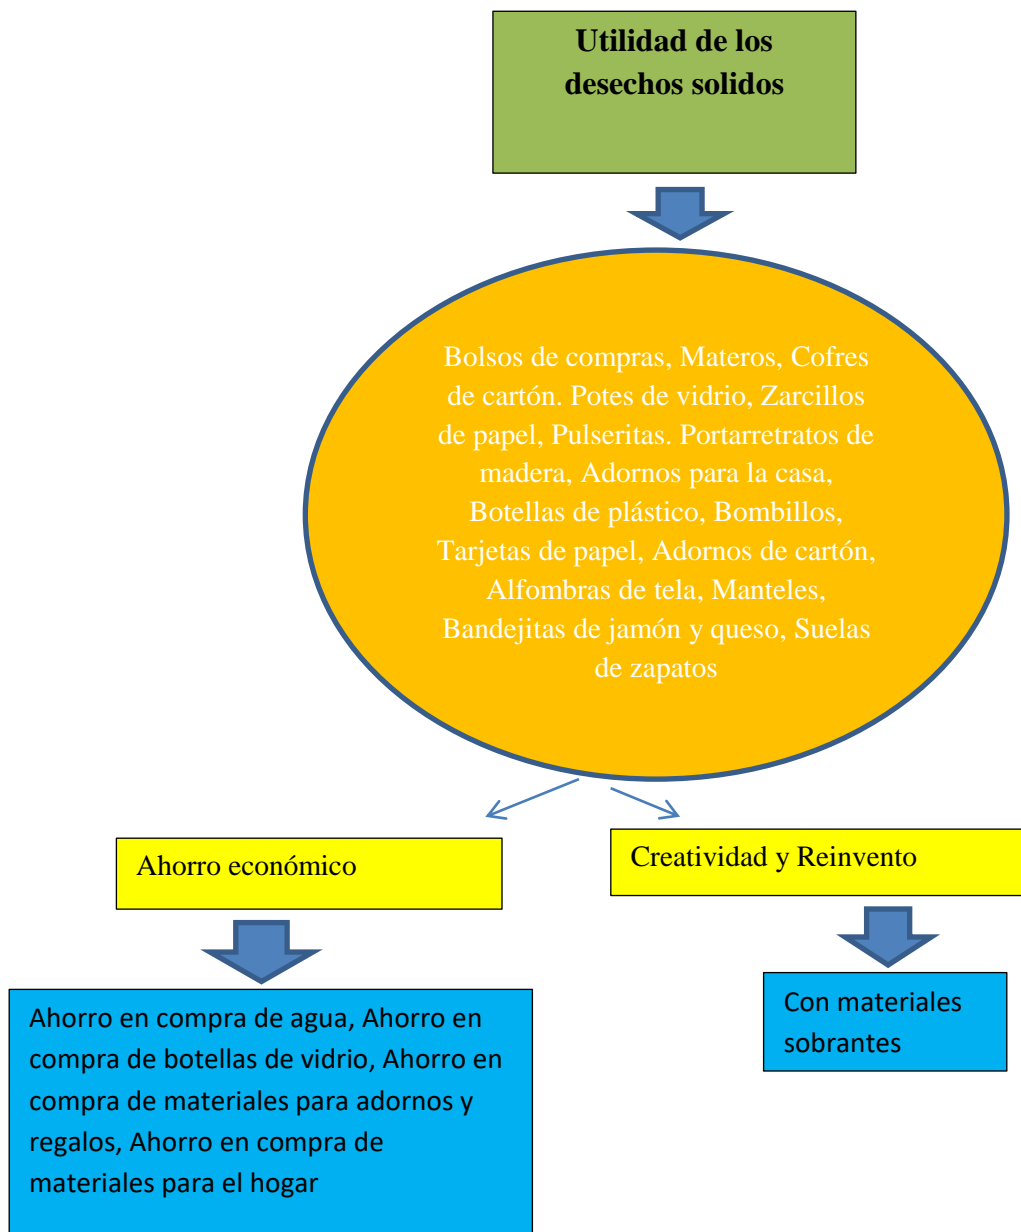 Utilidad de los
desechos solidos
Bolsos de compras, Materos, Cofres
de cartón. Potes de vidrio, Zarcillos
de papel, Pulseritas. Portarretratos de
madera, Adornos para la casa,
Botellas de plástico, Bombillos,
Tarjetas de papel, Adornos de cartón,
Alfombras de tela, Manteles,
Bandejitas de jamón y queso, Suelas
de zapatos
Ahorro económico
Creatividad y Reinvento
Ahorro en compra de agua, Ahorro en
compra de botellas de vidrio, Ahorro en
compra de materiales para adornos y
regalos, Ahorro en compra de
materiales para el hogar
Con materiales
sobrantes